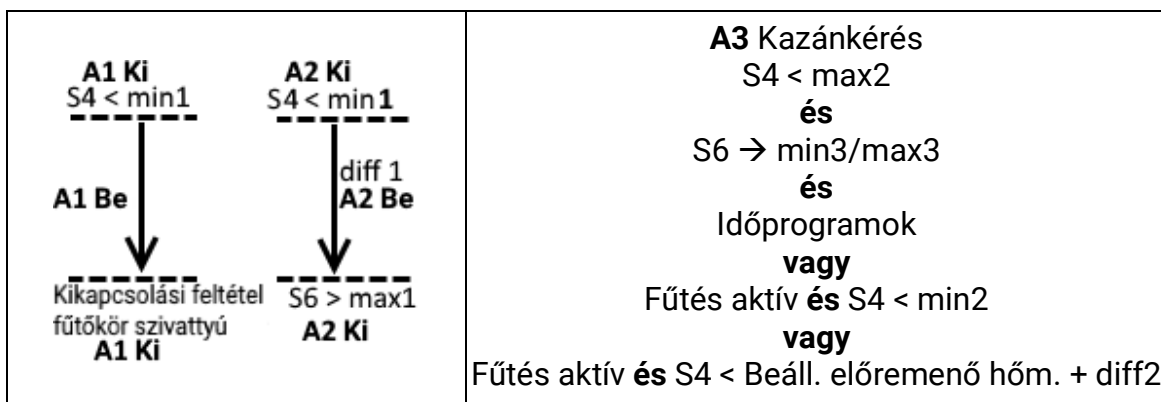 A1 Ki
S4 < min1
A1 Be
Kikapcsolási feltétel
fűtőkör szivattyú
A1 Ki
A2 Ki
S4 < min1
diff 1
A2 Be
S6 > max1
A2 Ki
A3 Kazánkérés
S4 < max2
és
S6 → min3/max3
és
Időprogramok
vagy
Fűtés aktív és S4 < min2
vagy
Fűtés aktív és S4 < Beáll. előremenő hőm. + diff2